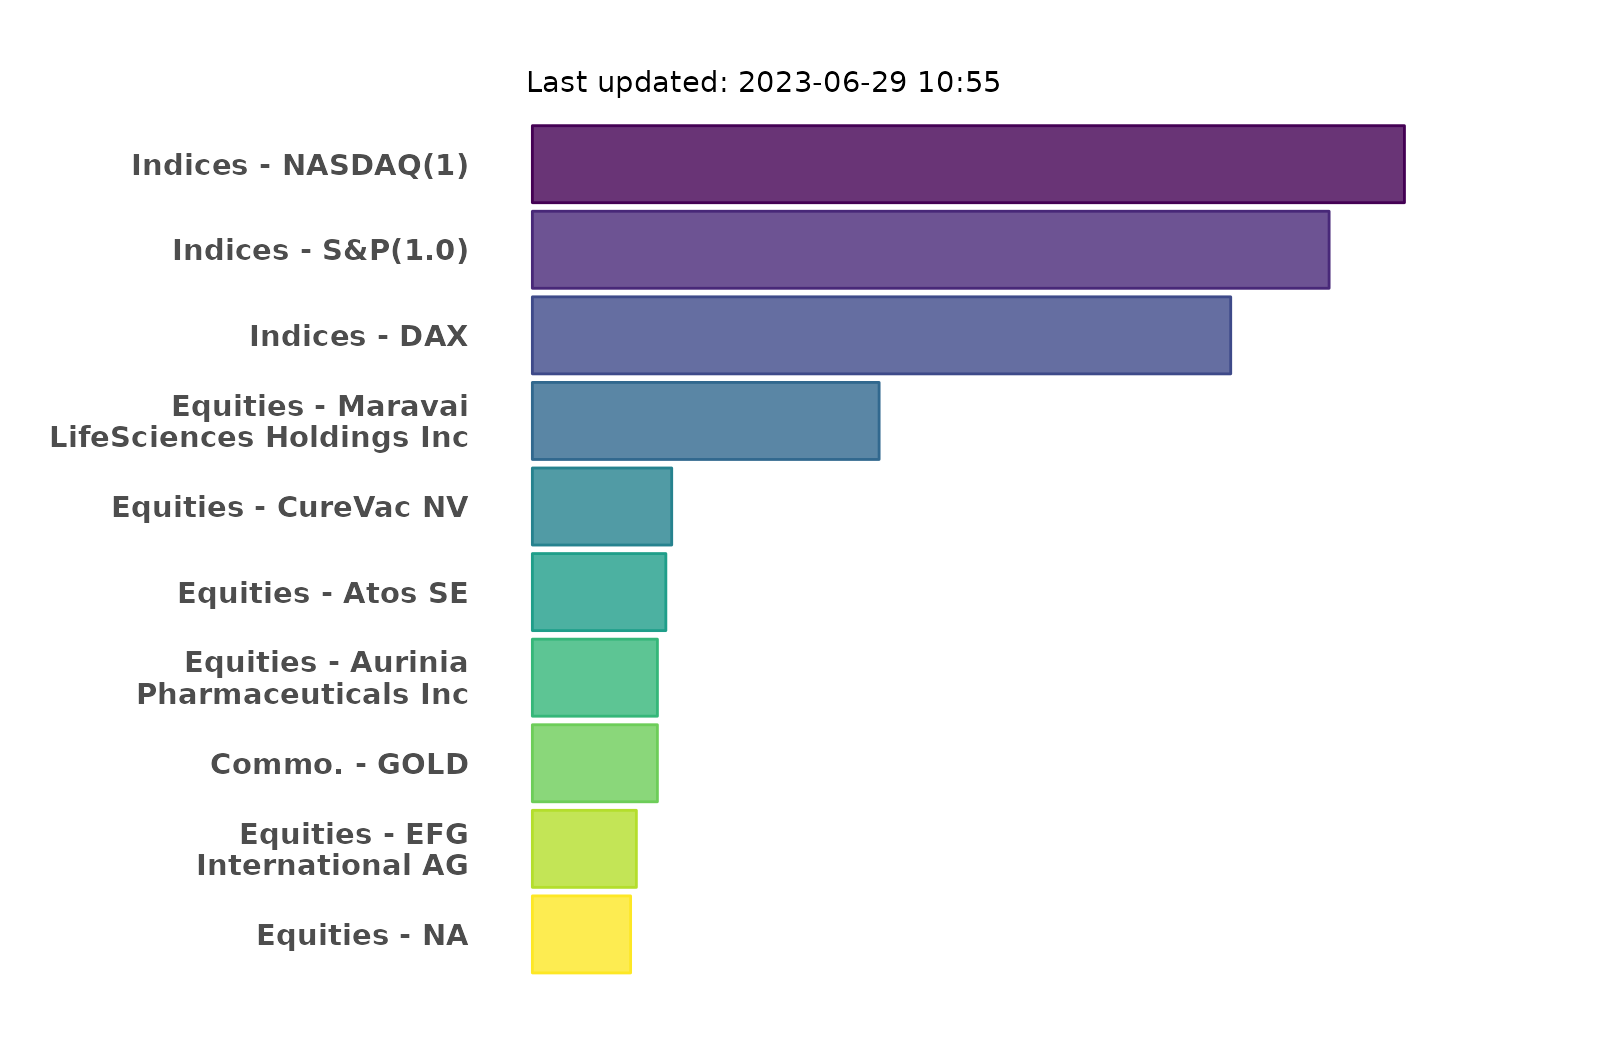 Last updated: 2023-06-29 10:55
Indices - NASDAQ(1)
Indices - S&P(1.0)
Indices - DAX
Equities - Maravai
LifeSciences Holdings Inc
Equities - CureVac NV
Equities - Atos SE
Equities - Aurinia
Pharmaceuticals Inc
Commo. - GOLD
Equities - EFG
International AG
Equities - NA